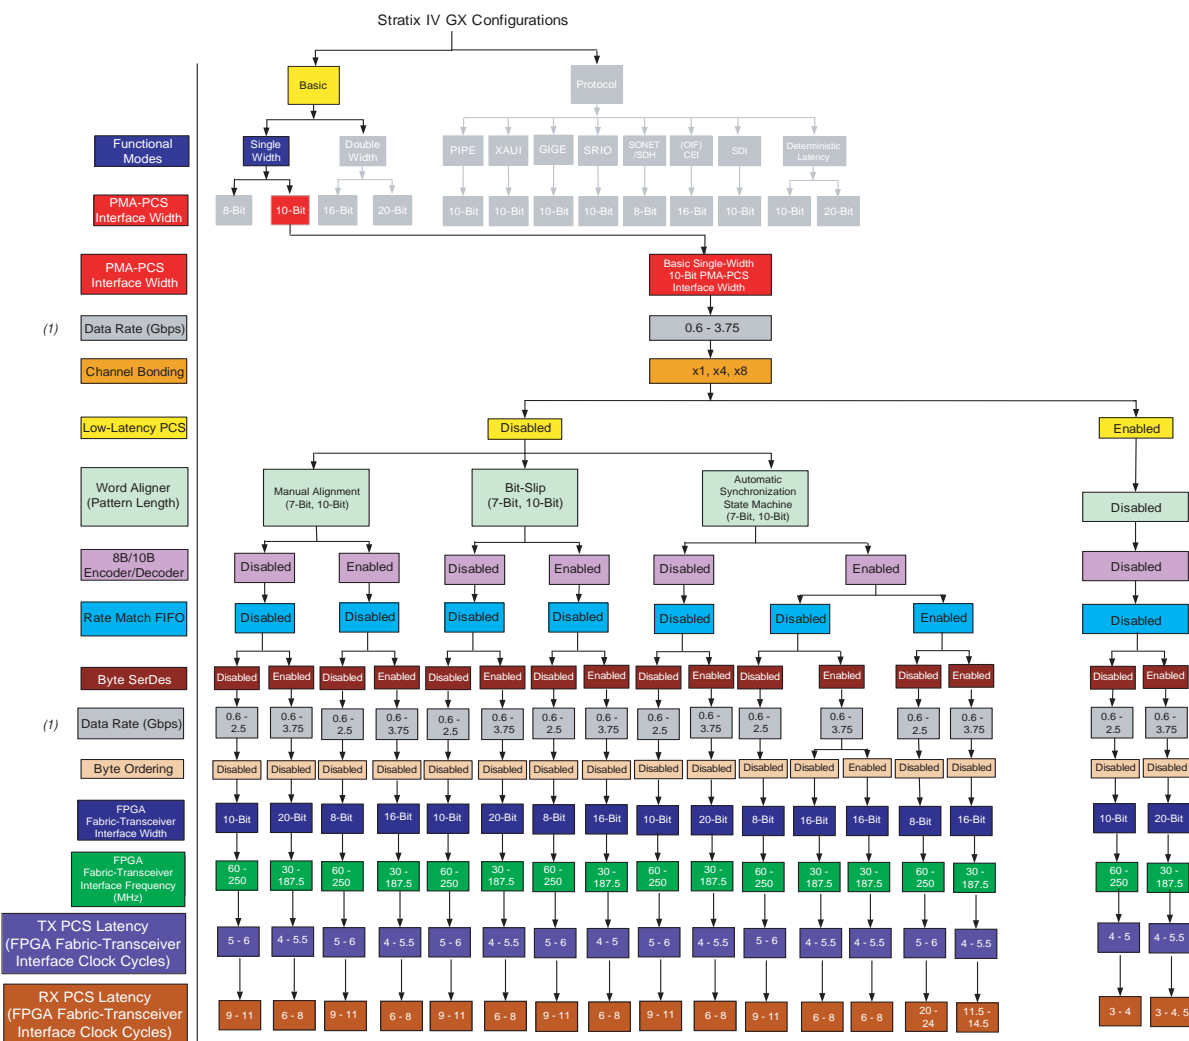 Stratix IV GX Configurations
Basic
Protocol
Functional
Modes
Single
Width
Double
Width
PIPE
XAUI
GIGE
SRIO
SONET
/SDH
(OIF)
CEI
SDI
Deterministic
Latency
PMA-PCS
Interface Width
8-Bit
10-Bit
16-Bit
20-Bit
10-Bit
10-Bit
10-Bit
10-Bit
8-Bit
16-Bit
10-Bit
10-Bit
20-Bit
PMA-PCS
Interface Width
Basic Single-Width
10-Bit PMA-PCS
Interface Width
(1)
Data Rate (Gbps)
0.6 - 3.75
Channel Bonding
x1, x4, x8
Low-Latency PCS
Disabled
Enabled
Word Aligner
(Pattern Length)
Manual Alignment
(7-Bit, 10-Bit)
Bit-Slip
(7-Bit, 10-Bit)
Automatic
Synchronization
State Machine
(7-Bit, 10-Bit)
Disabled
8B/10B
Encoder/Decoder
Disabled
Enabled
Disabled
Enabled
Disabled
Enabled
Disabled
Rate Match FIFO
Disabled
Disabled
Disabled
Disabled
Disabled
Disabled
Enabled
Disabled
Byte SerDes
Disabled
Enabled
Disabled
Enabled
Disabled
Enabled
Disabled
Enabled
Disabled
Enabled
Disabled
Enabled
Disabled
Enabled
Disabled
Enabled
(1)
Data Rate (Gbps)
0.6 -
2.5
0.6 -
3.75
0.6 -
2.5
0.6 -
3.75
0.6 -
2.5
0.6 -
3.75
0.6 -
2.5
0.6 -
3.75
0.6 -
2.5
0.6 -
3.75
0.6 -
2.5
0.6 -
3.75
0.6 -
2.5
0.6 -
3.75
0.6 -
2.5
0.6 -
3.75
Byte Ordering
Disabled
Disabled
Disabled
Disabled
Disabled
Disabled
Disabled
Disabled
Disabled
Disabled
Disabled
Disabled
Enabled
Disabled
Disabled
Disabled
Disabled
FPGA
Fabric-Transceiver
Interface Width
10-Bit
20-Bit
8-Bit
16-Bit
10-Bit
20-Bit
8-Bit
16-Bit
10-Bit
20-Bit
8-Bit
16-Bit
16-Bit
8-Bit
16-Bit
10-Bit
20-Bit
FPGA
Fabric-Transceiver
Interface Frequency
(MHz)
60 -
250
30 -
187.5
60 -
250
30 -
187.5
60 -
250
30 -
187.5
60 -
250
30 -
187.5
60 -
250
30 -
187.5
60 -
250
30 -
187.5
30 -
187.5
60 -
250
30 -
187.5
60 -
250
30 -
187.5
TX PCS Latency
(FPGA Fabric-Transceiver
Interface Clock Cycles)
5 - 6
4 - 5.5
5 - 6
4 - 5.5
5 - 6
4 - 5.5
5 - 6
4 - 5
5 - 6
4 - 5.5
5 - 6
4 - 5.5
4 - 5.5
5 - 6
4 - 5.5
4 - 5
4 - 5.5
RX PCS Latency
(FPGA Fabric-Transceiver
Interface Clock Cycles)
9 - 11
6 - 8
9 - 11
6 - 8
9 - 11
6 - 8
9 - 11
6 - 8
9 - 11
6 - 8
9 - 11
6 - 8
6 - 8
20 -
24
11.5 -
14.5
3 - 4
3 - 4.5